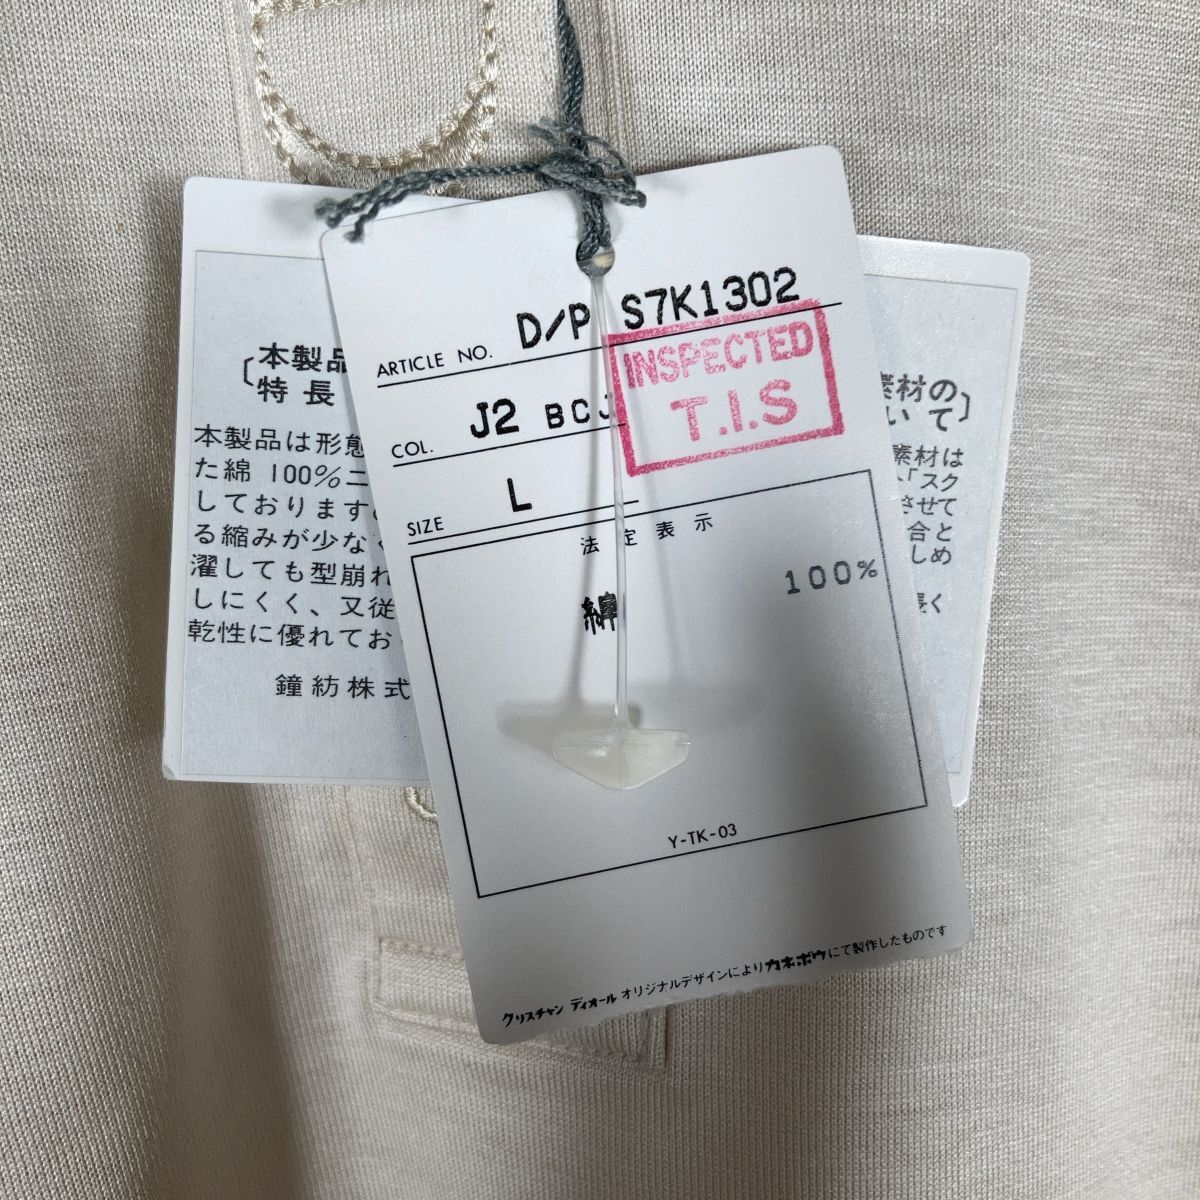 ARTICLE NO. D/P S7K1302
INSPECTED
T.I.S
COL. J2 BCJ
SIZE L
法定表示
綿 100%
Y-TK-03
クリスチャン ディオール オリジナルデザインによりカネボウにて製作したものです
〔本製品
特長
本製品は形態
た綿 100%ニ
しております
る縮みが少なく
濯しても型崩れ
しにくく、又従
乾性に優れてお
鐘紡株式
素材の
いて〕
素材は
「スク
させて
合と
しめ
長く